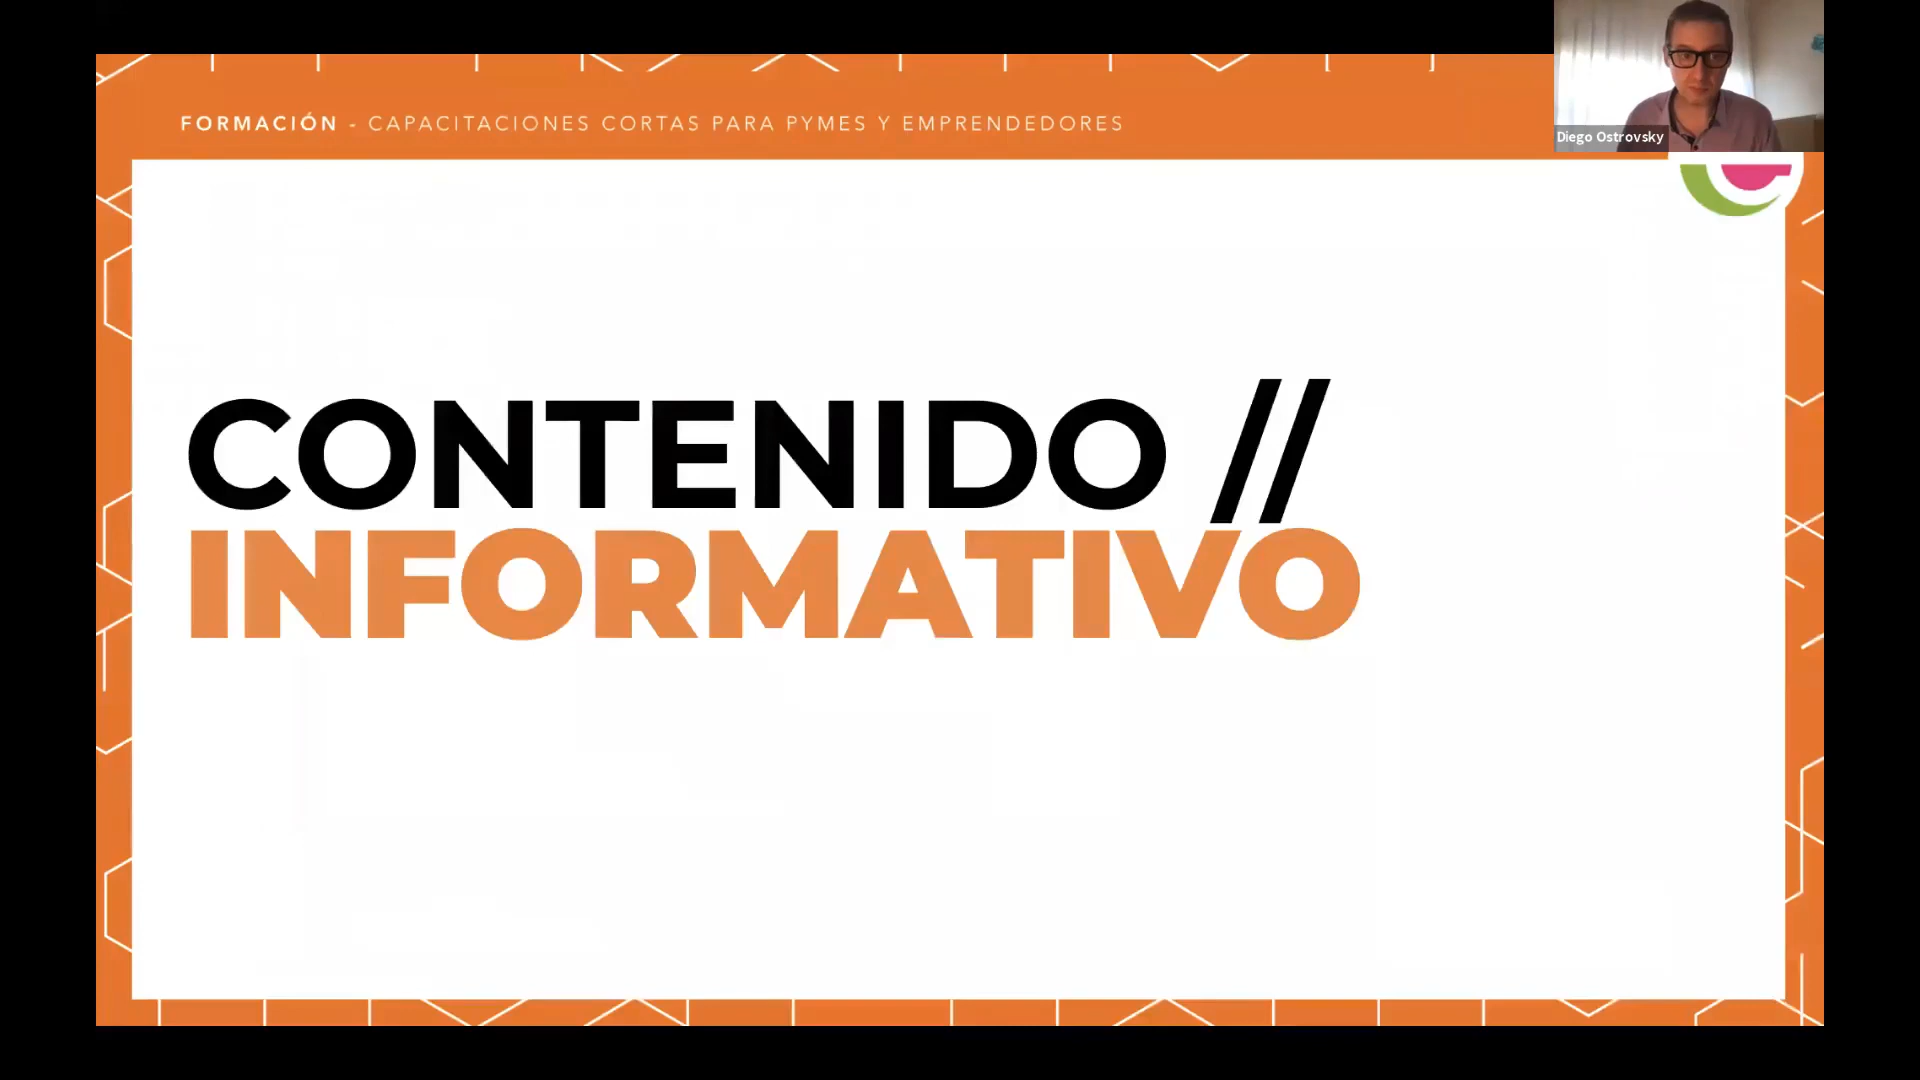 FORMACIÓN - CAPACITACIONES CORTAS PARA PYMES Y EMPRENDEDORES
Diego Ostrovsky
CONTENIDO //
INFORMATIVO